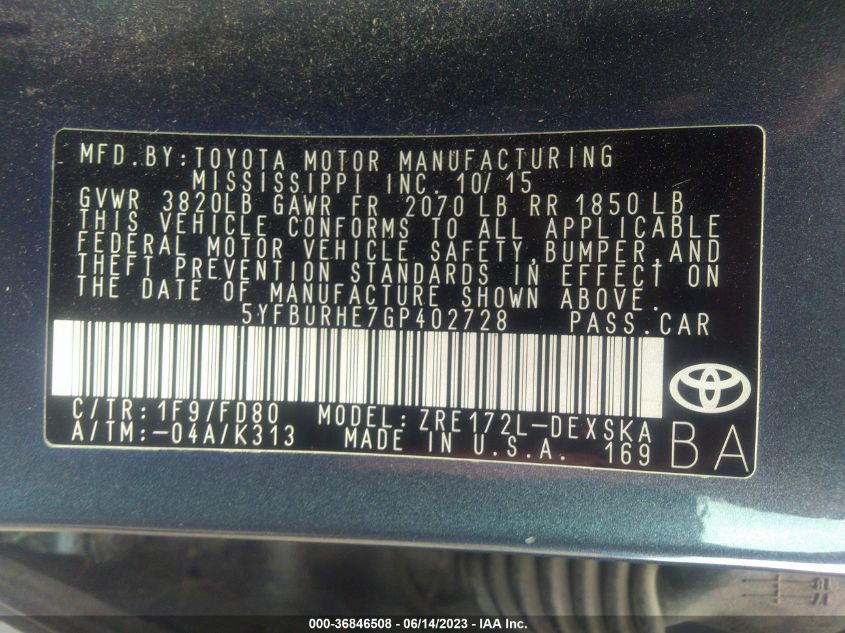 MFD.BY:TOYOTA MOTOR MANUFACTURING
MISSISSIPPI INC. 10/15
GVWR 3820LB GAWR FR 2070 LB RR 1850 LB
THIS VEHICLE CONFORMS TO ALL APPLICABLE
FEDERAL MOTOR VEHICLE SAFETY,BUMPER,AND
THEFT PREVENTION STANDARDS IN EFFECT ON
THE DATE OF MANUFACTURE SHOWN ABOVE.
5YFBURHE7GP402728 PASS.CAR
C/TR:1F9/FD80 MODEL:ZRE172L-DEXSKA
A/TM:-04A/K313 MADE IN U.S.A. 169
BA
000-36846508 - 06/14/2023 - IAA Inc.